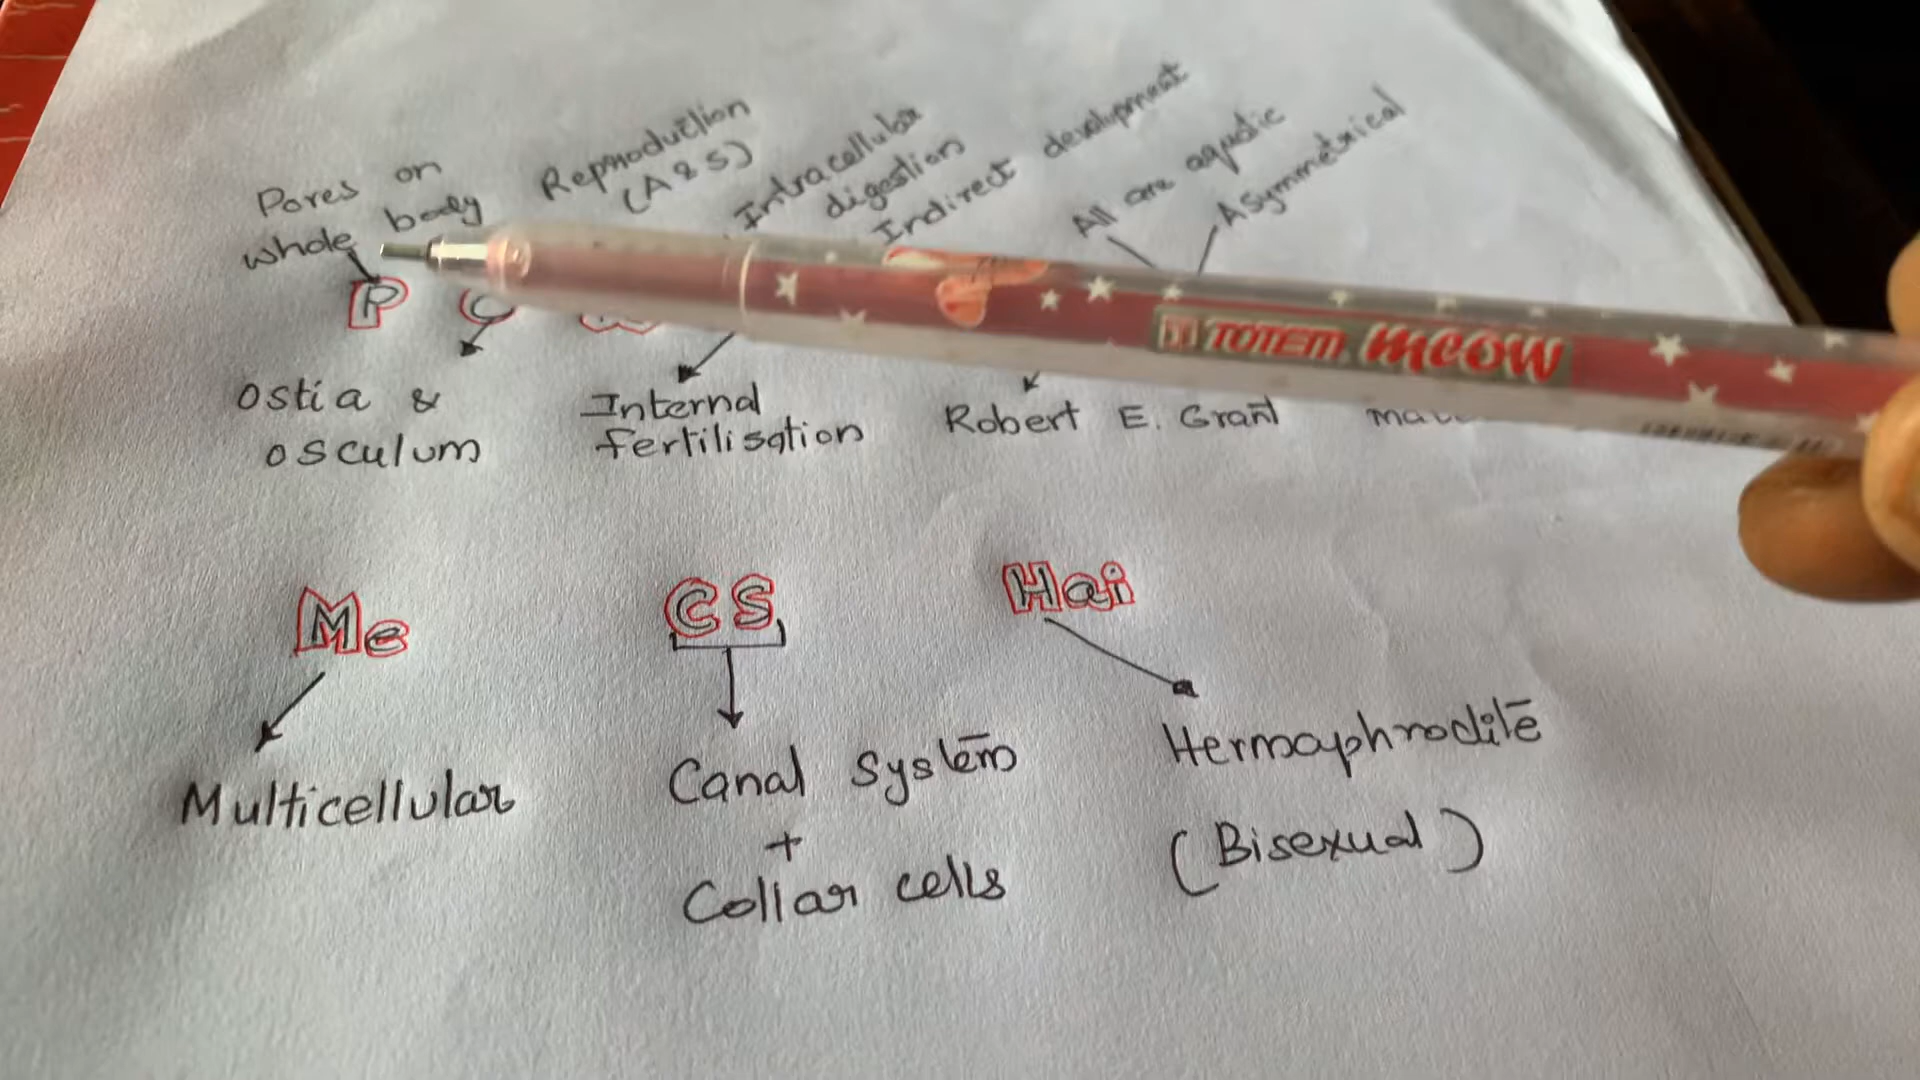 Pores on
whole body
Reproduction
(A & S)
Intracellular
digestion
Indirect development
All are aquatic
Asymmetrical
P
TOTEM meow
Ostia &
osculum
Internal
fertilisation
Robert E. Grant
Me
CS
Hai
Multicellular
Canal System
+
Collar cells
Hermaphrodite
(Bisexual)